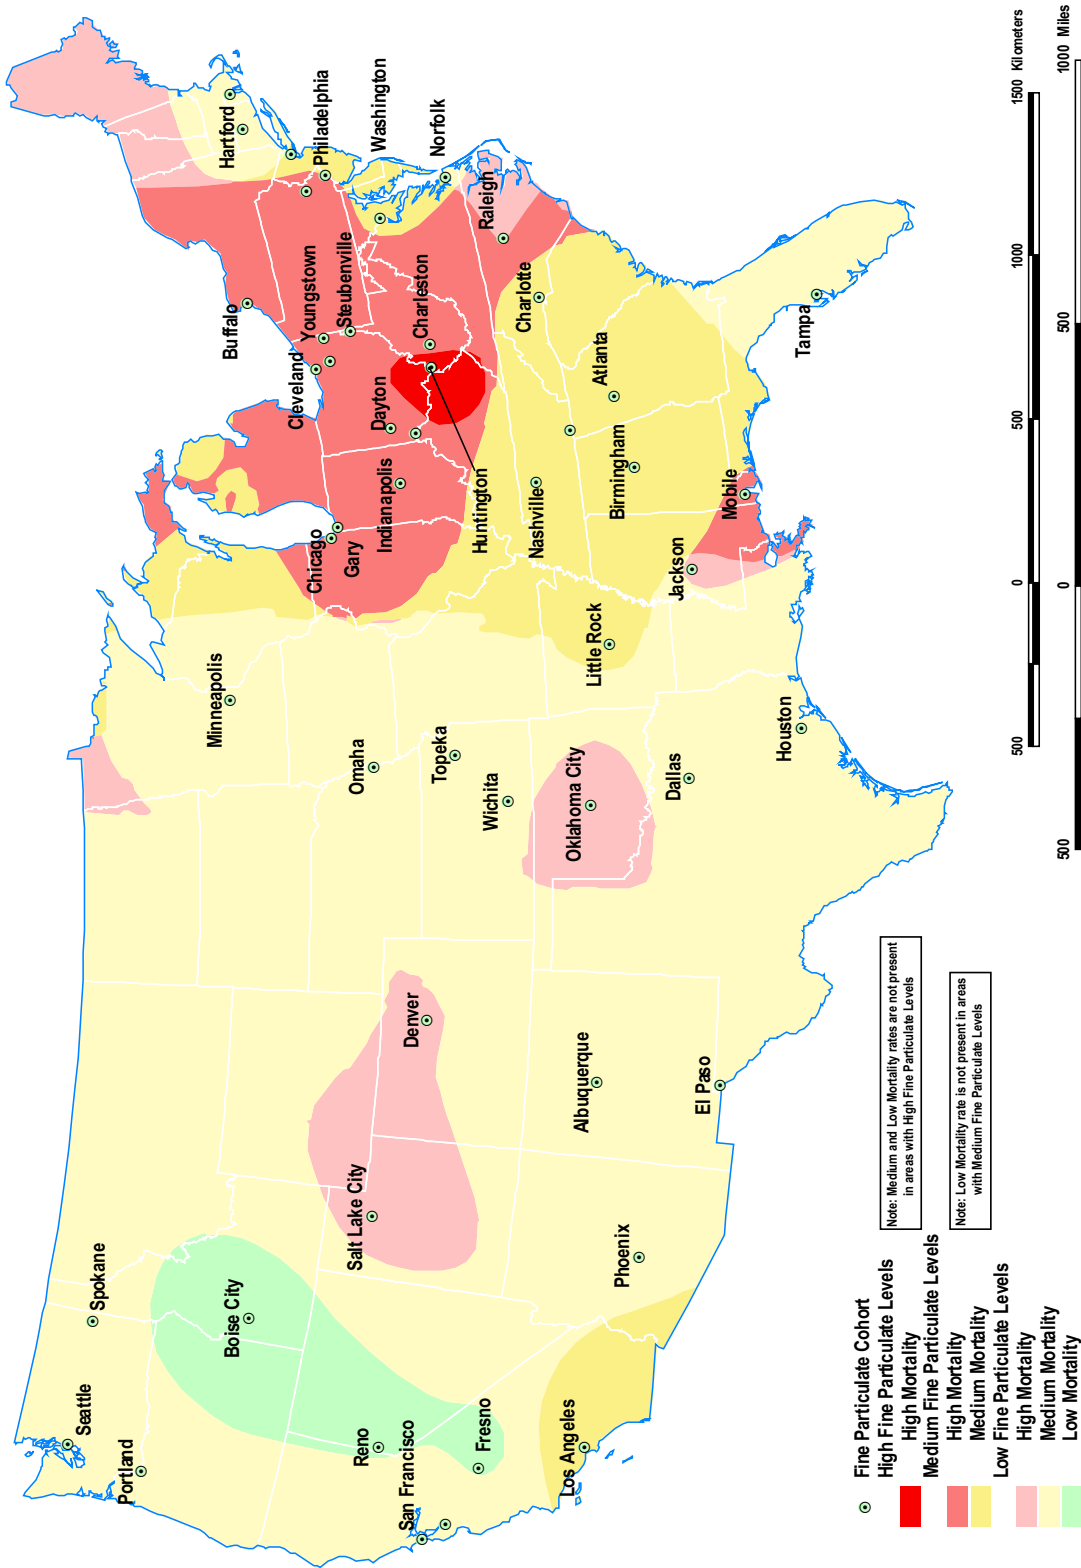 Seattle
Spokane
Portland
Boise City
Reno
San Francisco
Fresno
Los Angeles
Salt Lake City
Phoenix
Denver
Albuquerque
El Paso
Minneapolis
Omaha
Topeka
Wichita
Oklahoma City
Dallas
Houston
Little Rock
Jackson
Chicago
Gary
Indianapolis
Huntington
Nashville
Birmingham
Mobile
Dayton
Cleveland
Youngstown
Steubenville
Charleston
Buffalo
Charlotte
Atlanta
Tampa
Raleigh
Hartford
Philadelphia
Washington
Norfolk
Fine Particulate Cohort
High Fine Particulate Levels
High Mortality
Medium Fine Particulate Levels
High Mortality
Medium Mortality
Low Fine Particulate Levels
High Mortality
Medium Mortality
Low Mortality
Note: Medium and Low Mortality rates are not present
in areas with High Fine Particulate Levels
Note: Low Mortality rate is not present in areas
with Medium Fine Particulate Levels
500 0 500 1000 1500 Kilometers
500 0 500 1000 Miles